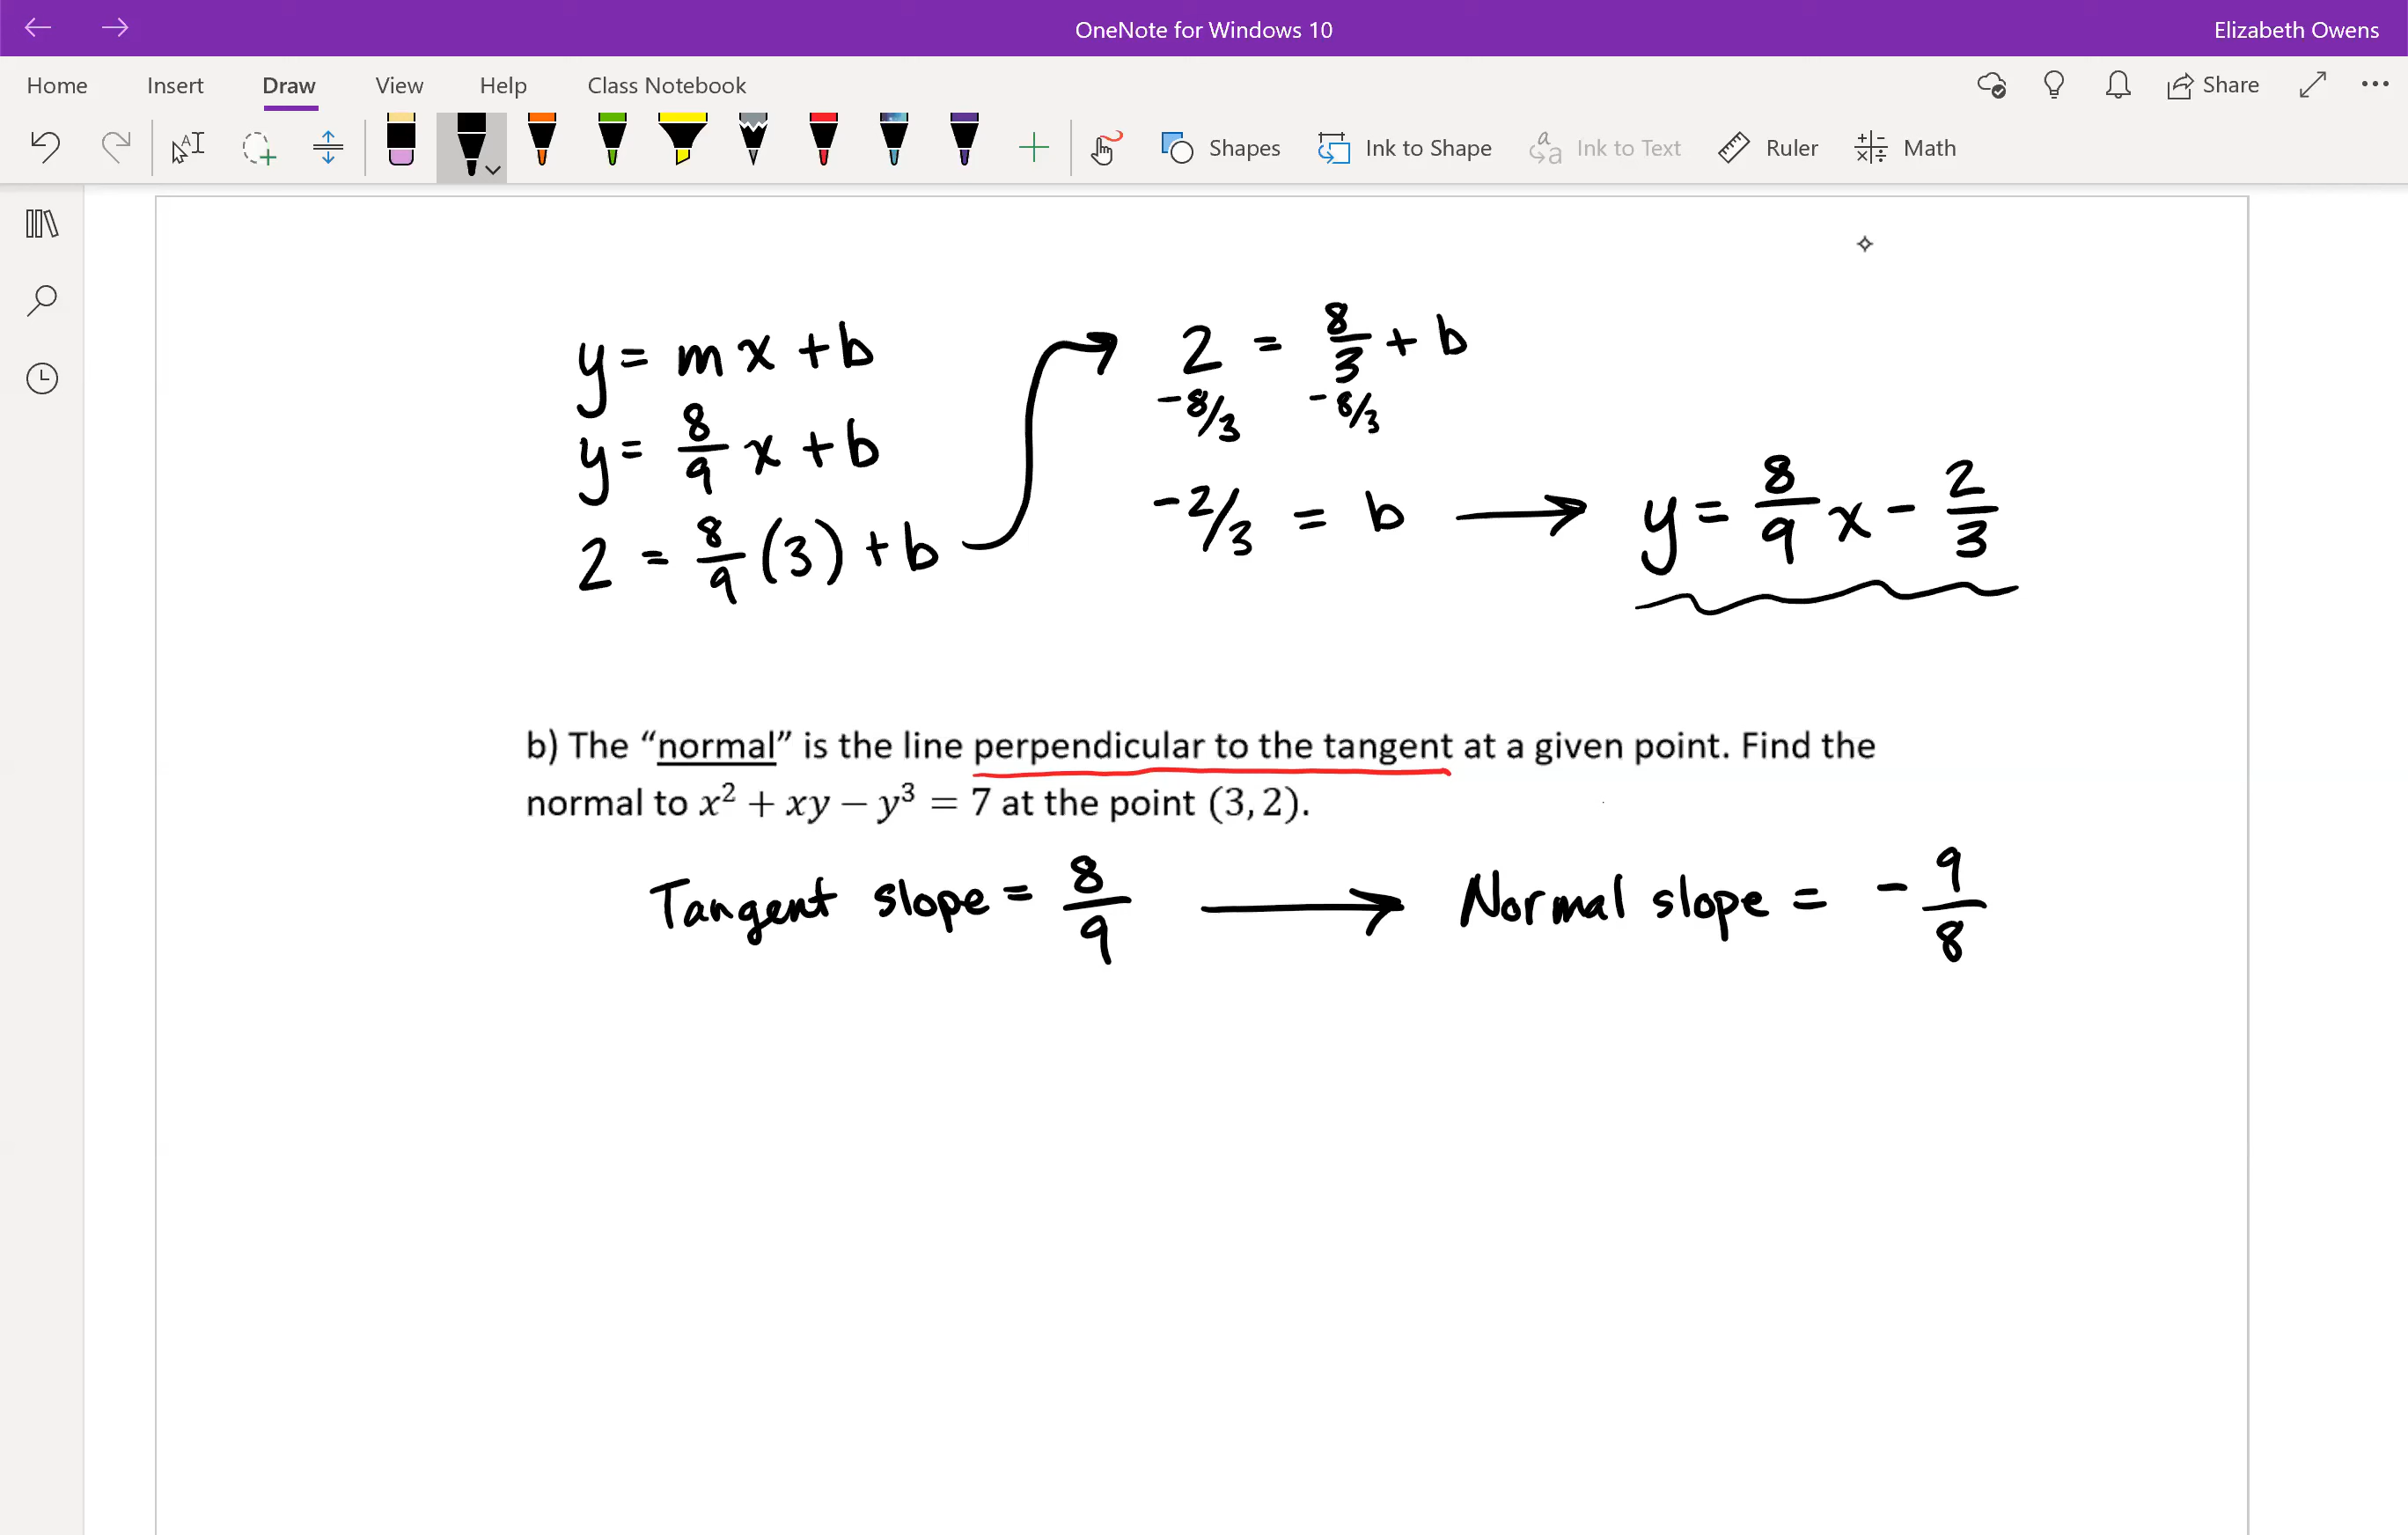 OneNote for Windows 10
Elizabeth Owens
Home Insert Draw View Help Class Notebook
Share
Shapes Ink to Shape Ink to Text Ruler Math
y = mx + b
y = 8/9 x + b
2 = 8/9 (3) + b
2 = 8/3 + b
-8/3 -8/3
-2/3 = b → y = 8/9 x - 2/3
b) The “normal” is the line perpendicular to the tangent at a given point. Find the
normal to x² + xy − y³ = 7 at the point (3, 2).
Tangent slope = 8/9 → Normal slope = - 9/8